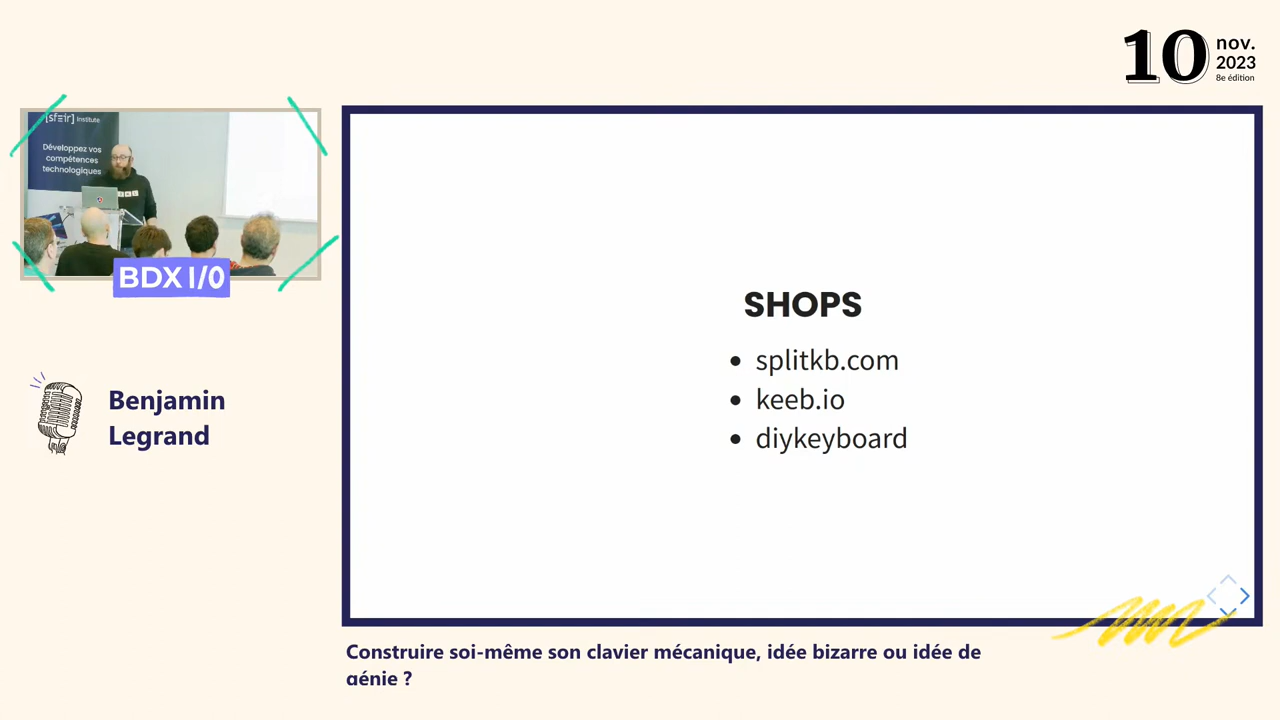 10
nov.
2023
8e édition
[sfeir] Institute
Développez vos
compétences
technologiques
BDX I/O
Benjamin
Legrand
SHOPS
• splitkb.com
• keeb.io
• diykeyboard
Construire soi-même son clavier mécanique, idée bizarre ou idée de
génie ?